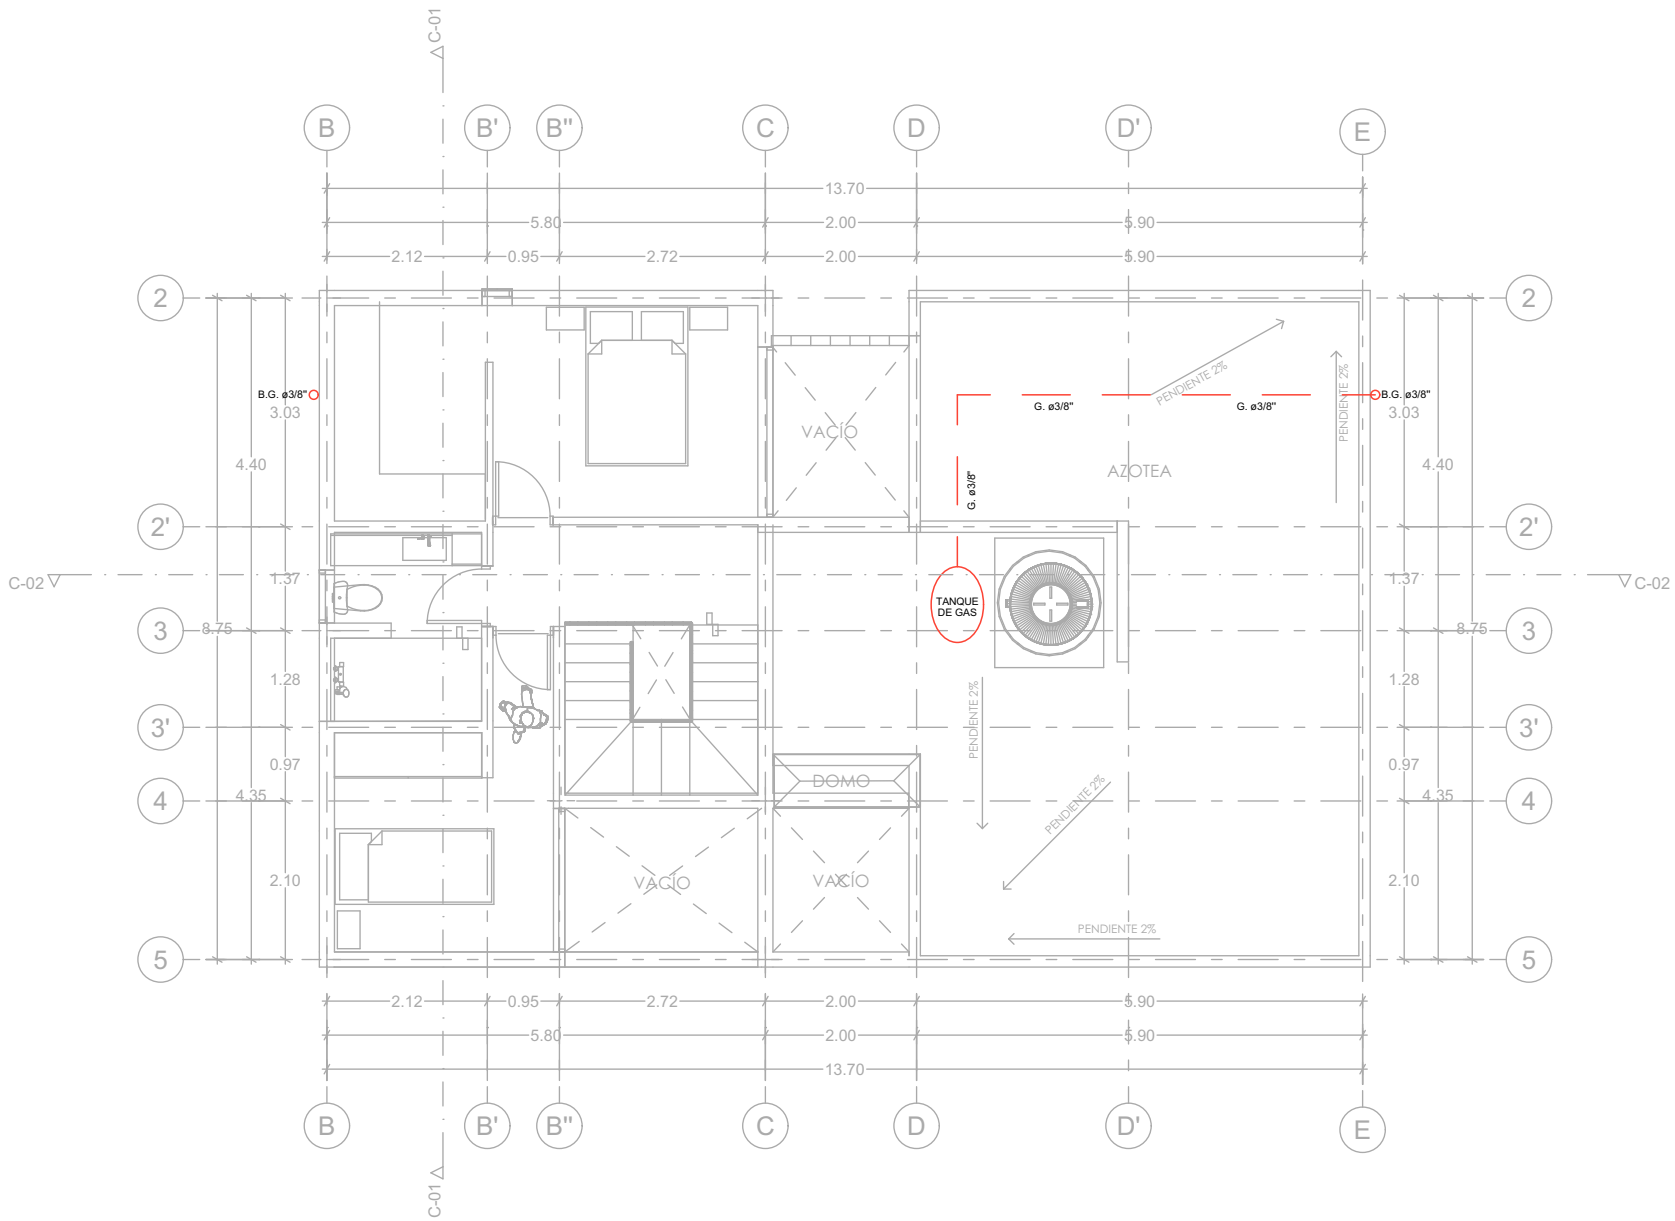 C-01
B B' B" C D D' E
13.70
5.80 2.00 5.90
2.12 0.95 2.72 2.00 5.90
2 2
PENDIENTE 2%
PENDIENTE 2%
B.G. ø3/8" G. ø3/8" G. ø3/8" B.G. ø3/8"
3.03 3.03
VACÍO
4.40 AZOTEA 4.40
G. ø3/8"
2' 2'
C-02 1.37 1.37 C-02
TANQUE
DE GAS
8.75 8.75
3 3
1.28 1.28
PENDIENTE 2%
3' 3'
0.97 0.97
DOMO
4.35 4.35
4 4
PENDIENTE 2%
2.10 VACÍO VACÍO 2.10
PENDIENTE 2%
5 5
2.12 0.95 2.72 2.00 5.90
5.80 2.00 5.90
13.70
B B' B" C D D' E
C-01